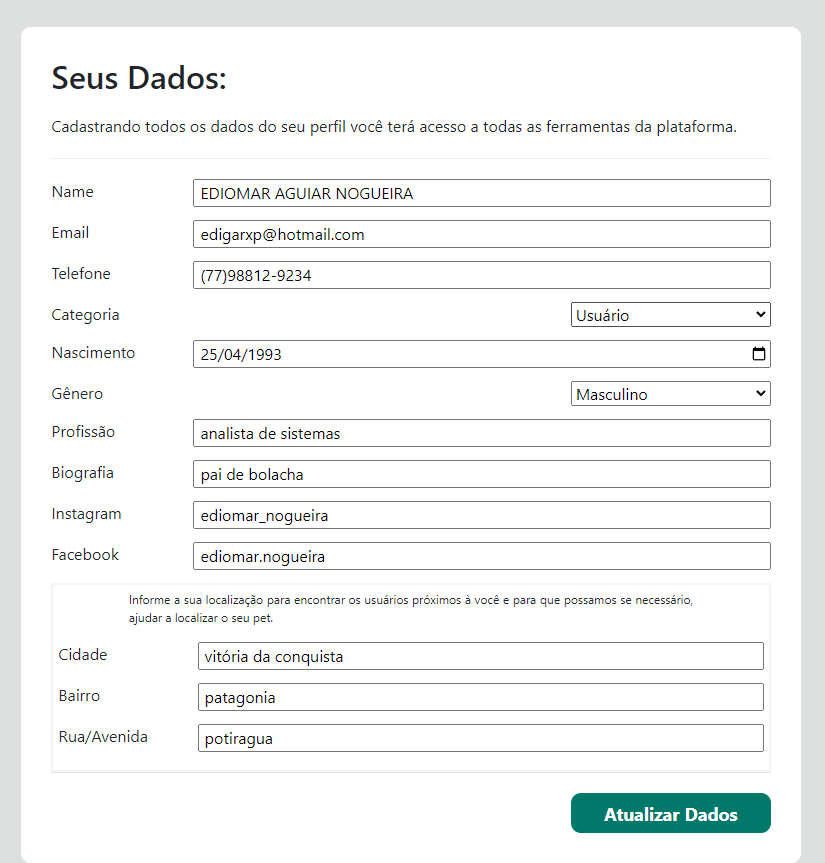 Seus Dados:
Cadastrando todos os dados do seu perfil você terá acesso a todas as ferramentas da plataforma.
Name EDIOMAR AGUIAR NOGUEIRA
Email edigarxp@hotmail.com
Telefone (77)98812-9234
Categoria Usuário
Nascimento 25/04/1993
Gênero Masculino
Profissão analista de sistemas
Biografia pai de bolacha
Instagram ediomar_nogueira
Facebook ediomar.nogueira
Informe a sua localização para encontrar os usuários próximos à você e para que possamos se necessário,
ajudar a localizar o seu pet.
Cidade vitória da conquista
Bairro patagonia
Rua/Avenida potiragua
Atualizar Dados